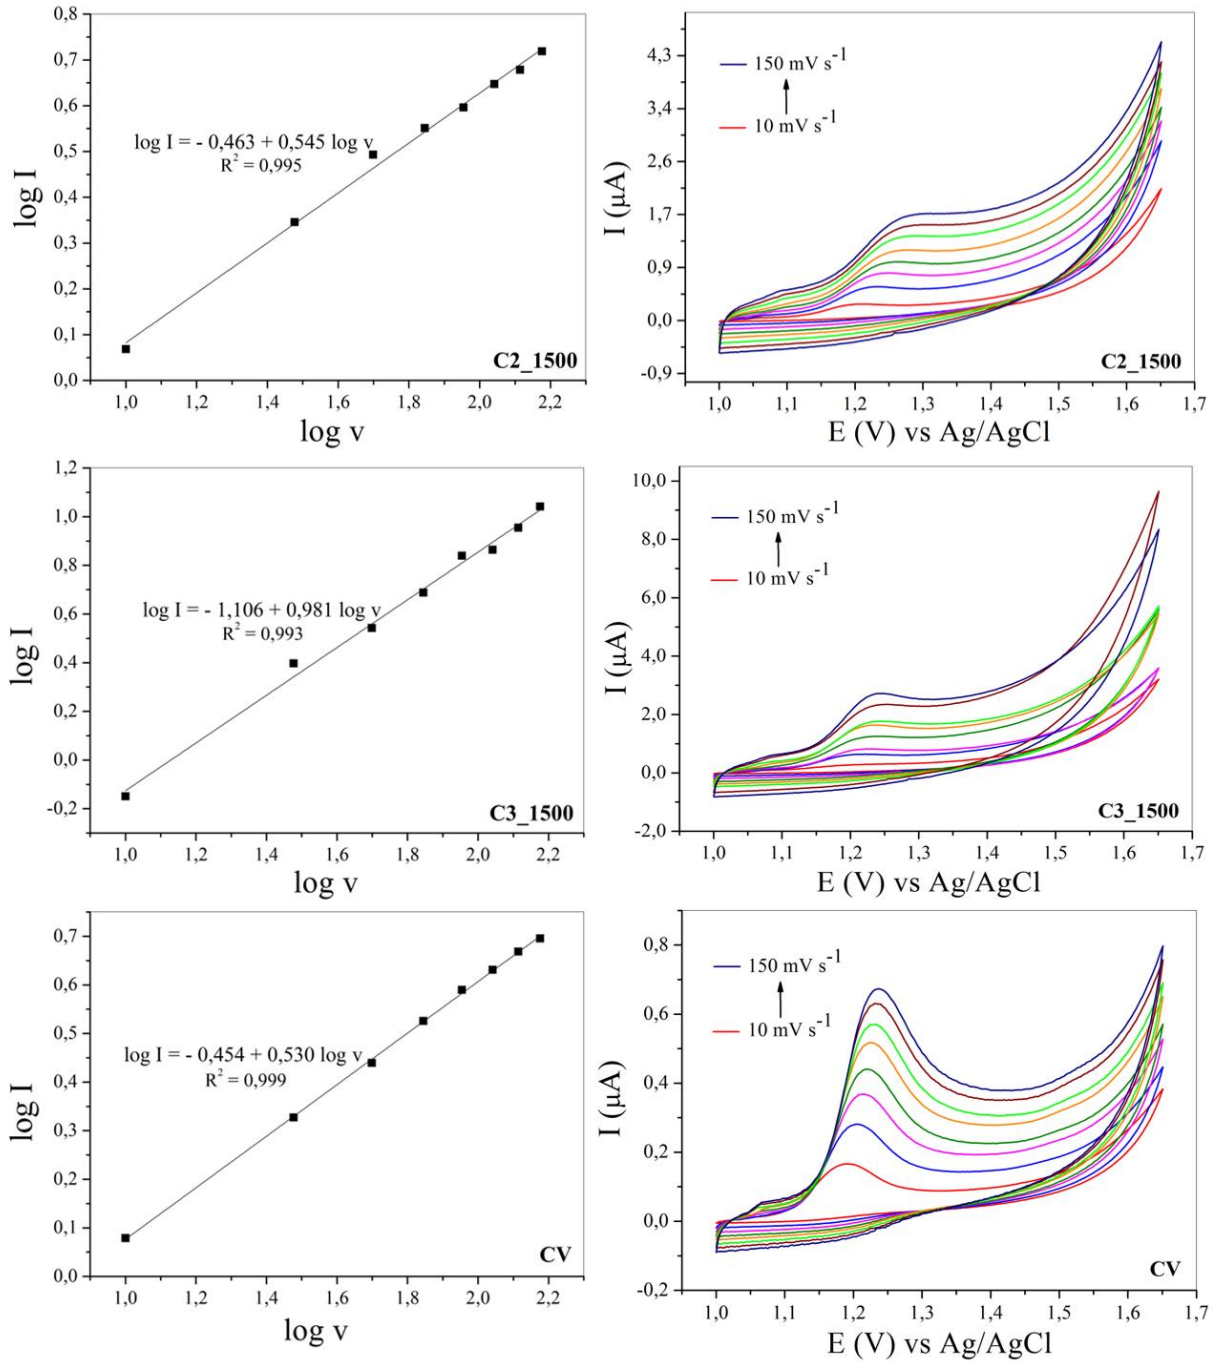 0,8
0,7
0,6
0,5
0,4
0,3
0,2
0,1
0,0
log I
log I = - 0,463 + 0,545 log v
R² = 0,995
C2_1500
1,0 1,2 1,4 1,6 1,8 2,0 2,2
log v
4,3
3,4
2,6
1,7
0,9
0,0
-0,9
I (μA)
150 mV s⁻¹
10 mV s⁻¹
C2_1500
1,0 1,1 1,2 1,3 1,4 1,5 1,6 1,7
E (V) vs Ag/AgCl
1,2
1,0
0,8
0,6
0,4
0,2
0,0
-0,2
log I
log I = - 1,106 + 0,981 log v
R² = 0,993
C3_1500
1,0 1,2 1,4 1,6 1,8 2,0 2,2
log v
10,0
8,0
6,0
4,0
2,0
0,0
-2,0
I (μA)
150 mV s⁻¹
10 mV s⁻¹
C3_1500
1,0 1,1 1,2 1,3 1,4 1,5 1,6 1,7
E (V) vs Ag/AgCl
0,7
0,6
0,5
0,4
0,3
0,2
0,1
0,0
log I
log I = - 0,454 + 0,530 log v
R² = 0,999
CV
1,0 1,2 1,4 1,6 1,8 2,0 2,2
log v
0,8
0,6
0,4
0,2
0,0
-0,2
I (μA)
150 mV s⁻¹
10 mV s⁻¹
CV
1,0 1,1 1,2 1,3 1,4 1,5 1,6 1,7
E (V) vs Ag/AgCl